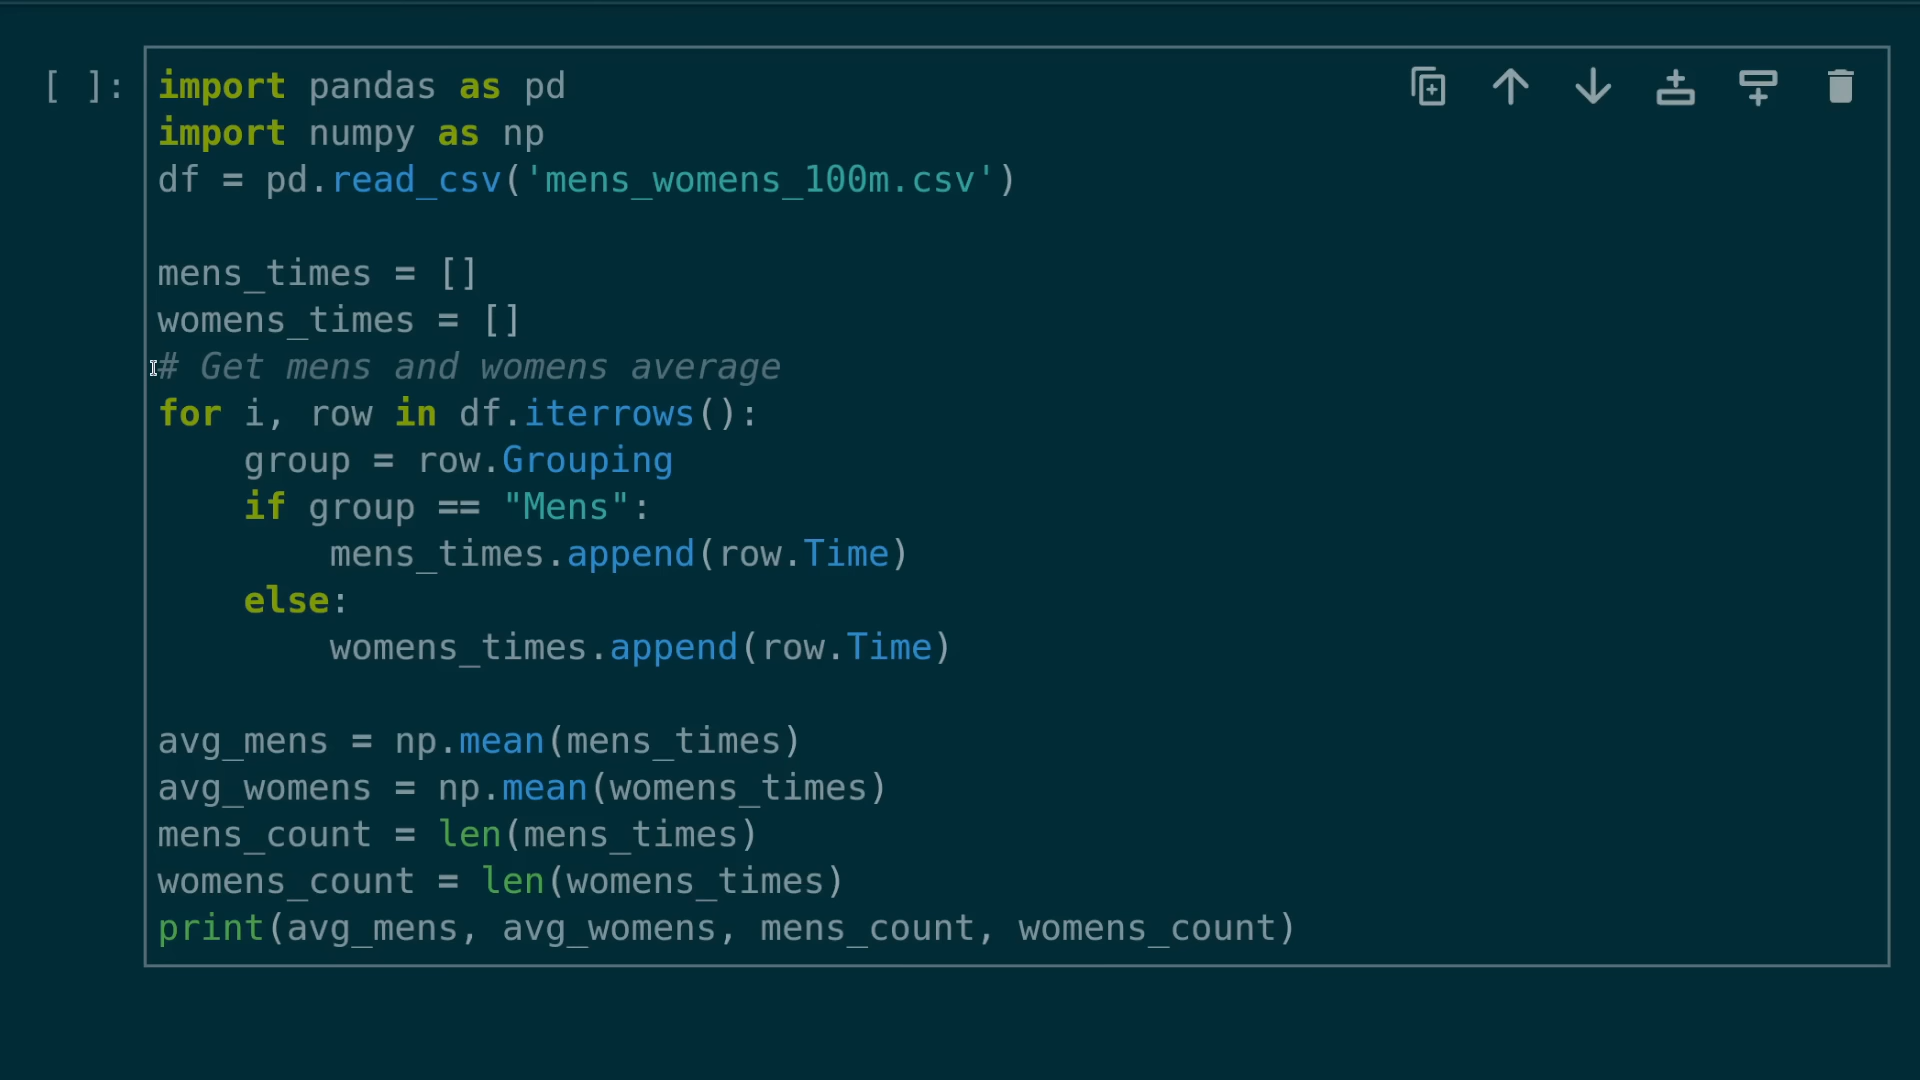 [ ]:
import pandas as pd
import numpy as np
df = pd.read_csv('mens_womens_100m.csv')
mens_times = []
womens_times = []
# Get mens and womens average
for i, row in df.iterrows():
    group = row.Grouping
    if group == "Mens":
        mens_times.append(row.Time)
    else:
        womens_times.append(row.Time)
avg_mens = np.mean(mens_times)
avg_womens = np.mean(womens_times)
mens_count = len(mens_times)
womens_count = len(womens_times)
print(avg_mens, avg_womens, mens_count, womens_count)